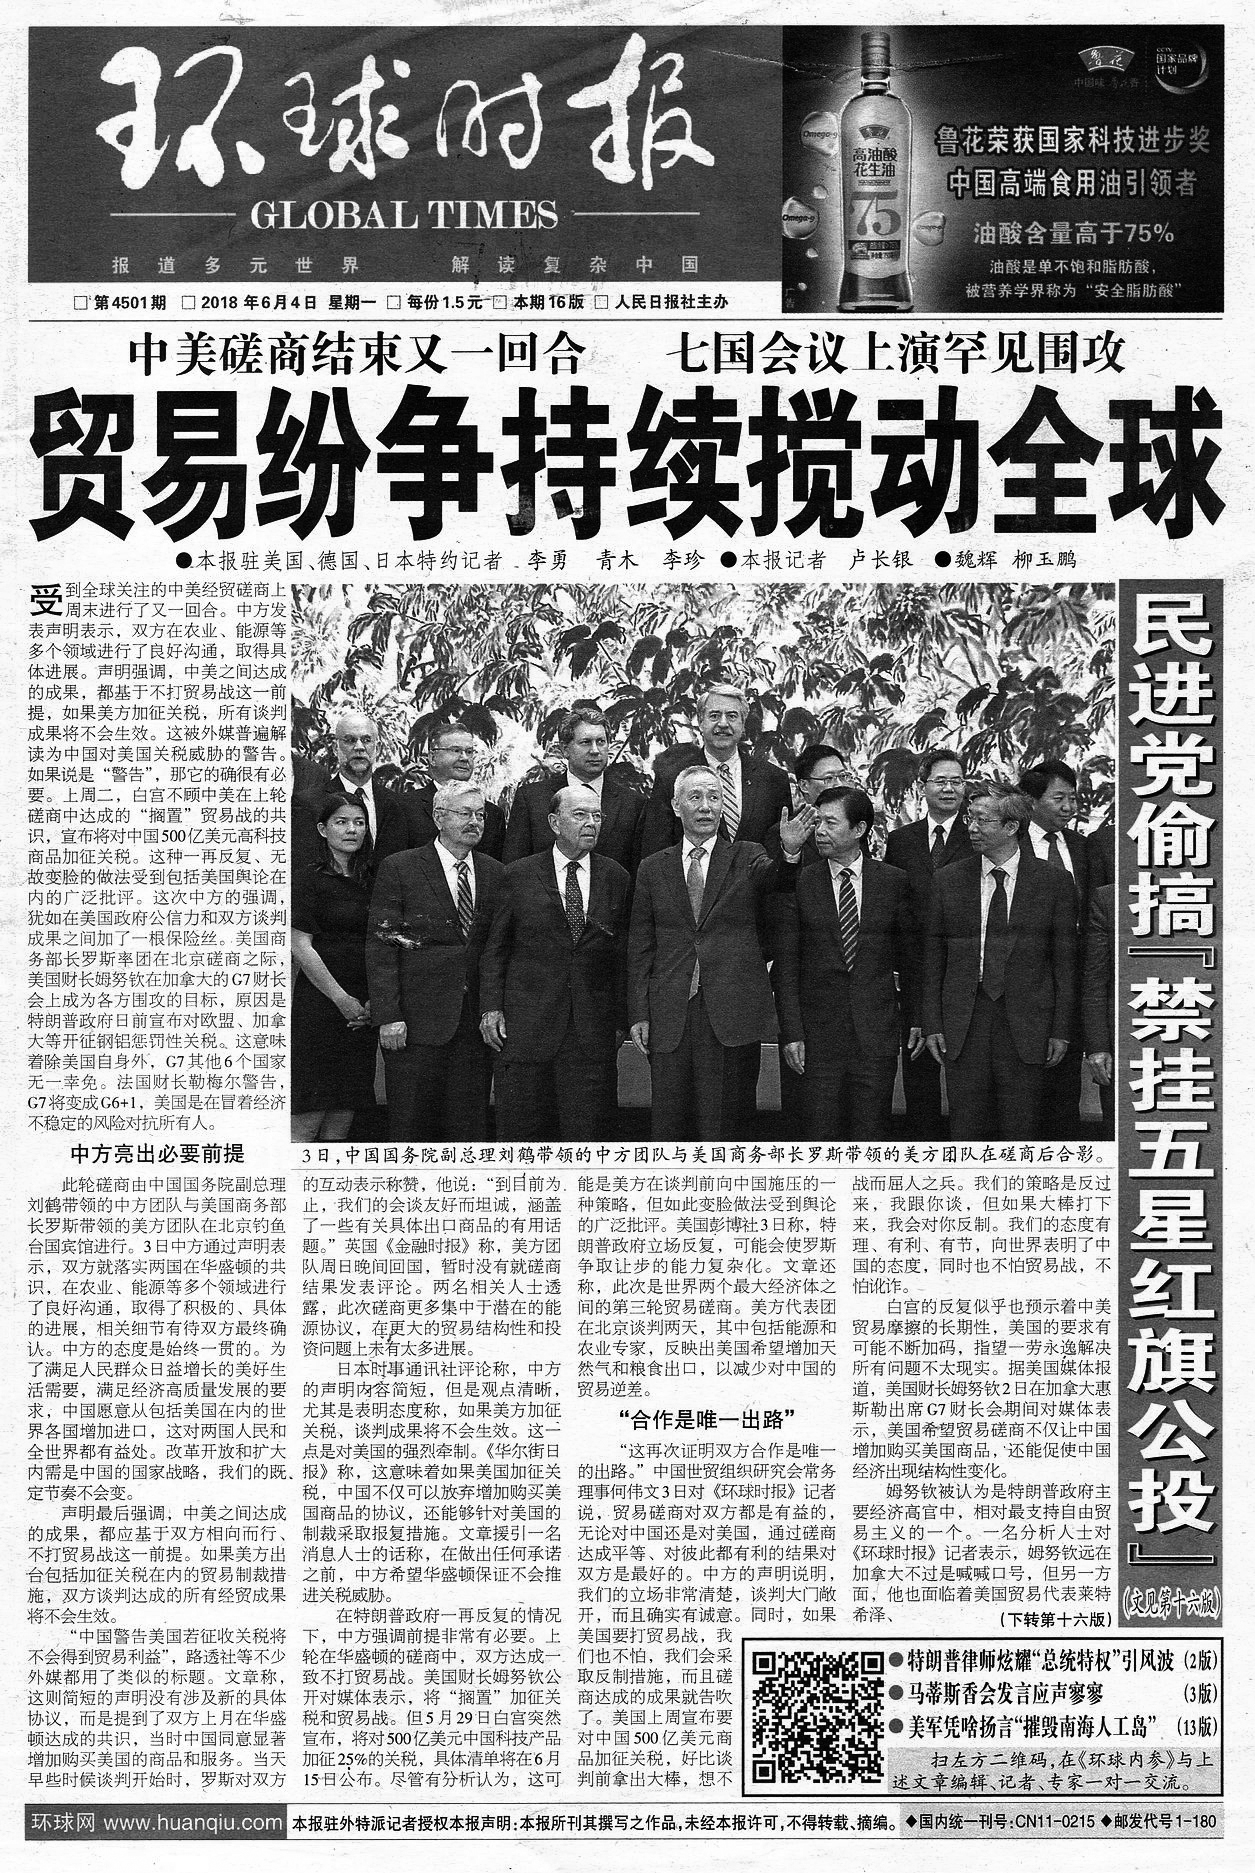 环球时报
GLOBAL TIMES
报道多元世界 解读复杂中国
□第4501期 □2018年6月4日 星期一 □每份1.5元 □本期16版 □人民日报社主办
鲁花
中国味
CCTV
国家品牌
计划
Omega-9
Omega-9
高油酸
花生油
75
鲁花荣获国家科技进步奖
中国高端食用油引领者
油酸含量高于75%
油酸是单不饱和脂肪酸，
被营养学界称为“安全脂肪酸”
广告
中美磋商结束又一回合 七国会议上演罕见围攻
贸易纷争持续搅动全球
●本报驻美国、德国、日本特约记者 李勇 青木 李珍 ●本报记者 卢长银 ●魏辉 柳玉鹏
受到全球关注的中美经贸磋商上
周末进行了又一回合。中方发
表声明表示，双方在农业、能源等
多个领域进行了良好沟通，取得具
体进展。声明强调，中美之间达成
的成果，都基于不打贸易战这一前
提，如果美方加征关税，所有谈判
成果将不会生效。这被外媒普遍解
读为中国对美国关税威胁的警告。
如果说是“警告”，那它的确很有必
要。上周二，白宫不顾中美在上轮
磋商中达成的“搁置”贸易战的共
识，宣布将对中国500亿美元高科技
商品加征关税。这种一再反复、无
故变脸的做法受到包括美国舆论在
内的广泛批评。这次中方的强调，
犹如在美国政府公信力和双方谈判
成果之间加了一根保险丝。美国商
务部长罗斯率团在北京磋商之际，
美国财长姆努钦在加拿大的G7财长
会上成为各方围攻的目标，原因是
特朗普政府日前宣布对欧盟、加拿
大等开征钢铝惩罚性关税。这意味
着除美国自身外，G7其他6个国家
无一幸免。法国财长勒梅尔警告，
G7将变成G6+1，美国是在冒着经济
不稳定的风险对抗所有人。
3日，中国国务院副总理刘鹤带领的中方团队与美国商务部长罗斯带领的美方团队在磋商后合影。
中方亮出必要前提
此轮磋商由中国国务院副总理
刘鹤带领的中方团队与美国商务部
长罗斯带领的美方团队在北京钓鱼
台国宾馆进行。3日中方通过声明表
示，双方就落实两国在华盛顿的共
识，在农业、能源等多个领域进行
了良好沟通，取得了积极的、具体
的进展，相关细节有待双方最终确
认。中方的态度是始终一贯的。为
了满足人民群众日益增长的美好生
活需要，满足经济高质量发展的要
求，中国愿意从包括美国在内的世
界各国增加进口，这对两国人民和
全世界都有益处。改革开放和扩大
内需是中国的国家战略，我们的既
定节奏不会变。
声明最后强调，中美之间达成
的成果，都应基于双方相向而行、
不打贸易战这一前提。如果美方出
台包括加征关税在内的贸易制裁措
施，双方谈判达成的所有经贸成果
将不会生效。
“中国警告美国若征收关税将
不会得到贸易利益”，路透社等不少
外媒都用了类似的标题。文章称，
这则简短的声明没有涉及新的具体
协议，而是提到了双方上月在华盛
顿达成的共识，当时中国同意显著
增加购买美国的商品和服务。当天
早些时候谈判开始时，罗斯对双方
的互动表示称赞，他说：“到目前为
止，我们的会谈友好而坦诚，涵盖
了一些有关具体出口商品的有用话
题。”英国《金融时报》称，美方团
队周日晚间回国，暂时没有就磋商
结果发表评论。两名相关人士透
露，此次磋商更多集中于潜在的能
源协议，在更大的贸易结构性和投
资问题上未有太多进展。
日本时事通讯社评论称，中方
的声明内容简短，但是观点清晰，
尤其是表明态度称，如果美方加征
关税，谈判成果将不会生效。这一
点是对美国的强烈牵制。《华尔街日
报》称，这意味着如果美国加征关
税，中国不仅可以放弃增加购买美
国商品的协议，还能够针对美国的
制裁采取报复措施。文章援引一名
消息人士的话称，在做出任何承诺
之前，中方希望华盛顿保证不会推
进关税威胁。
在特朗普政府一再反复的情况
下，中方强调前提非常有必要。上
轮在华盛顿的磋商中，双方达成一
致不打贸易战。美国财长姆努钦公
开对媒体表示，将“搁置”加征关
税和贸易战。但5月29日白宫突然
宣布，将对500亿美元中国科技产品
加征25%的关税，具体清单将在6月
15日公布。尽管有分析认为，这可
能是美方在谈判前向中国施压的一
种策略，但如此变脸做法受到舆论
的广泛批评。美国彭博社3日称，特
朗普政府立场反复，可能会使罗斯
争取让步的能力复杂化。文章还
称，此次是世界两个最大经济体之
间的第三轮贸易磋商。美方代表团
在北京谈判两天，其中包括能源和
农业专家，反映出美国希望增加天
然气和粮食出口，以减少对中国的
贸易逆差。
“合作是唯一出路”
“这再次证明双方合作是唯一
的出路。”中国世贸组织研究会常务
理事何伟文3日对《环球时报》记者
说，贸易磋商对双方都是有益的，
无论对中国还是对美国，通过磋商
达成平等、对彼此都有利的结果对
双方是最好的。中方的声明说明，
我们的立场非常清楚，谈判大门敞
开，而且确实有诚意。同时，如果
美国要打贸易战，我
们也不怕，我们会采
取反制措施，而且磋
商达成的成果就告吹
了。美国上周宣布要
对中国500亿美元商
品加征关税，好比谈
判前拿出大棒，想不
战而屈人之兵。我们的策略是反过
来，我跟你谈，但如果大棒打下
来，我会对你反制。我们的态度有
理、有利、有节，向世界表明了中
国的态度，同时也不怕贸易战，不
怕讹诈。
白宫的反复似乎也预示着中美
贸易摩擦的长期性，美国的要求有
可能不断加码，指望一劳永逸解决
所有问题不太现实。据美国媒体报
道，美国财长姆努钦2日在加拿大惠
斯勒出席G7财长会期间对媒体表
示，美国希望贸易磋商不仅让中国
增加购买美国商品，还能促使中国
经济出现结构性变化。
姆努钦被认为是特朗普政府主
要经济高官中，相对最支持自由贸
易主义的一个。一名分析人士对
《环球时报》记者表示，姆努钦远在
加拿大不过是喊喊口号，但另一方
面，他也面临着美国贸易代表莱特
希泽、 （下转第十六版）
民进党偷搞『禁挂五星红旗公投』
（文见第十六版）
●特朗普律师炫耀“总统特权”引风波（2版）
●马蒂斯香会发言应声寥寥 （3版）
●美军凭啥扬言“摧毁南海人工岛” （13版）
扫左方二维码，在《环球内参》与上
述文章编辑、记者、专家一对一交流。
环球网 www.huanqiu.com 本报驻外特派记者授权本报声明：本报所刊其撰写之作品，未经本报许可，不得转载、摘编。 ◆国内统一刊号：CN11-0215 ◆邮发代号1-180